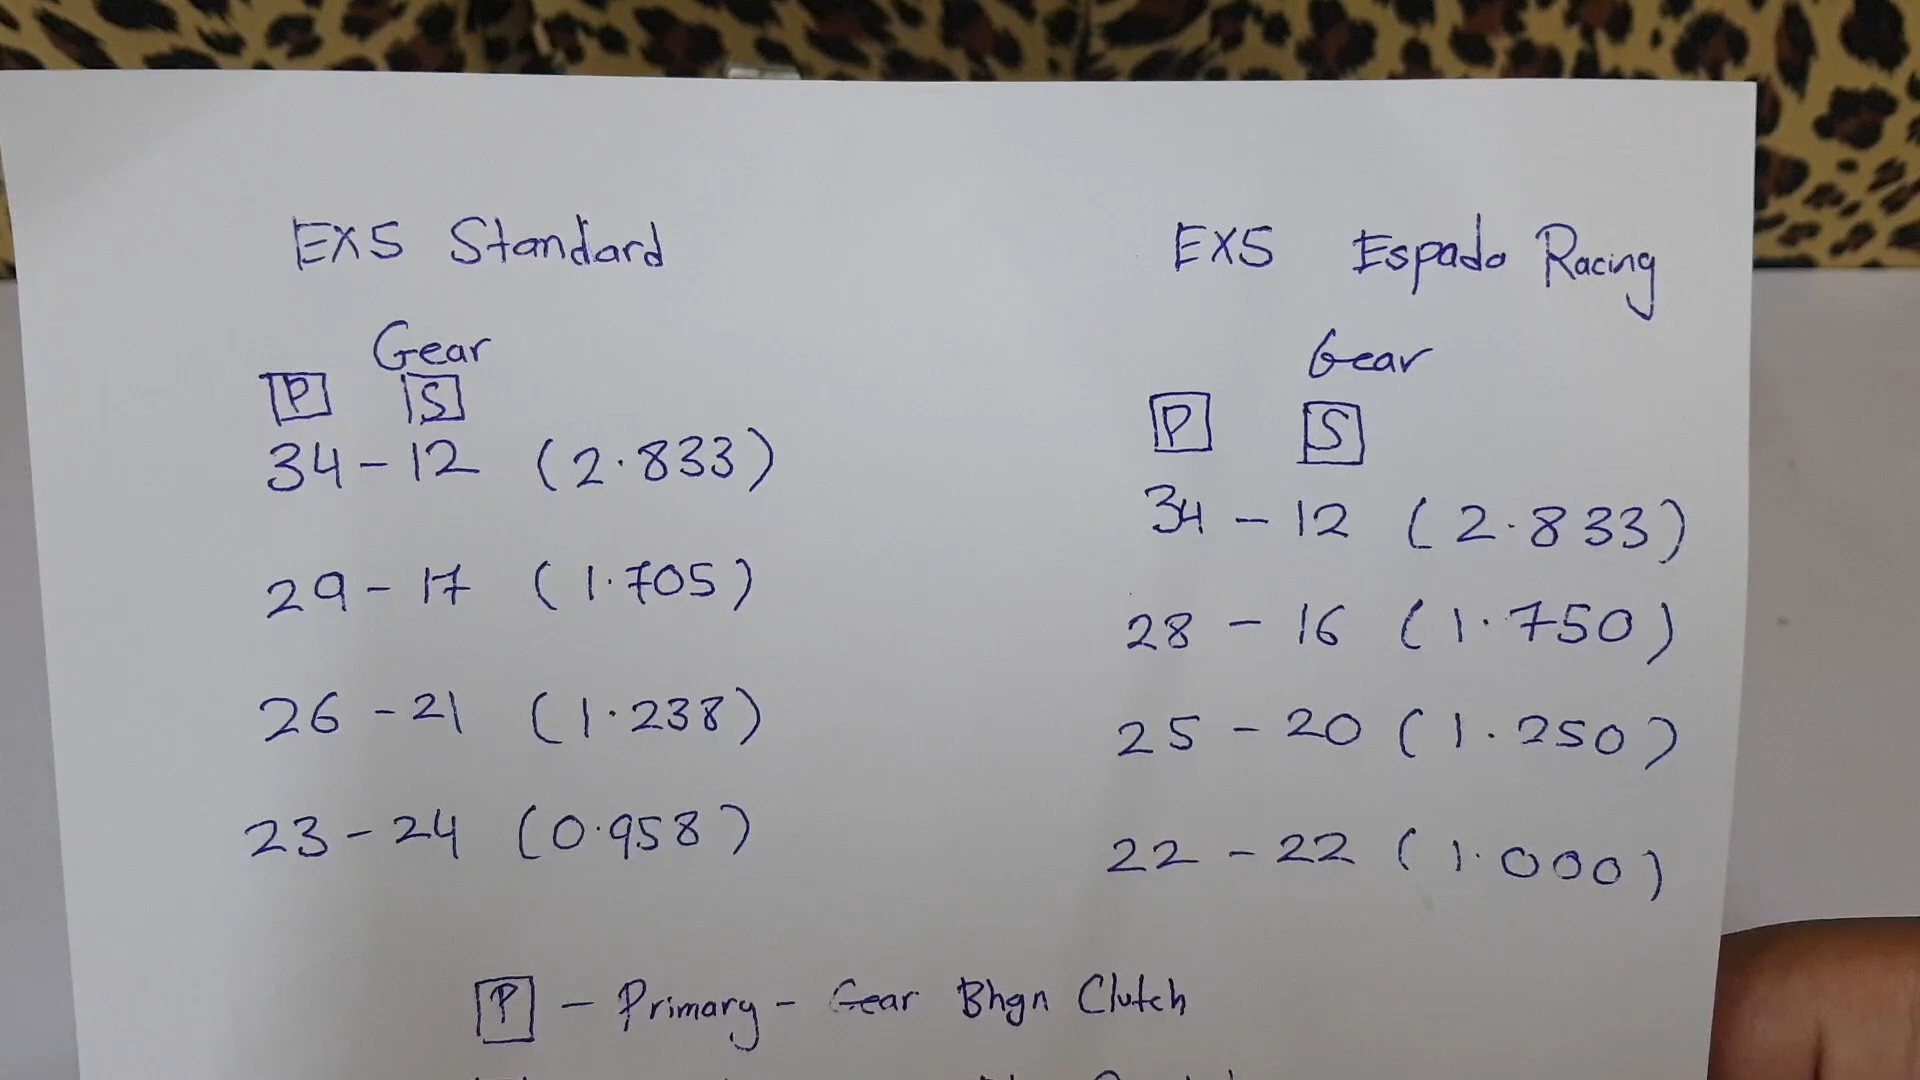 EX5 Standard
Gear
P S
34 - 12 (2.833)
29 - 17 (1.705)
26 - 21 (1.238)
23 - 24 (0.958)
EX5 Espado Racing
Gear
P S
34 - 12 (2.833)
28 - 16 (1.750)
25 - 20 (1.250)
22 - 22 (1.000)
P - Primary - Gear Bhgn Clutch